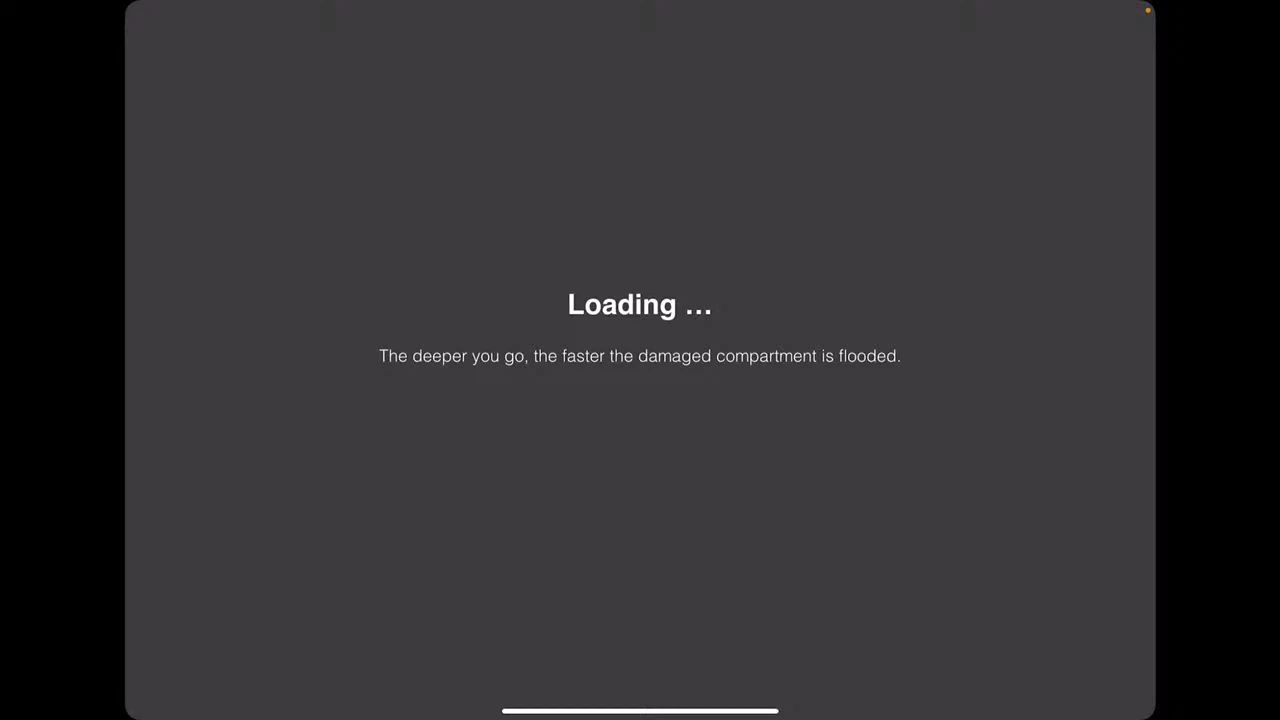 Loading ...
The deeper you go, the faster the damaged compartment is flooded.